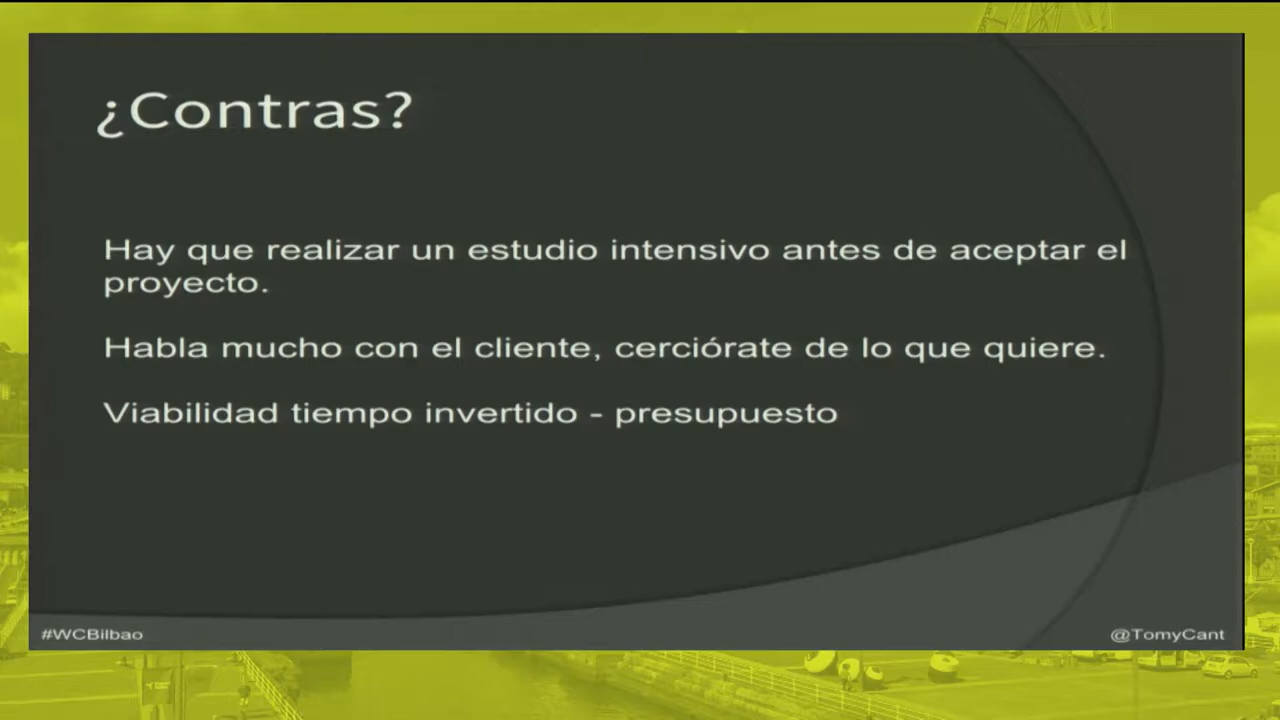 ¿Contras?
Hay que realizar un estudio intensivo antes de aceptar el
proyecto.
Habla mucho con el cliente, cerciórate de lo que quiere.
Viabilidad tiempo invertido - presupuesto
#WCBilbao
@TomyCant